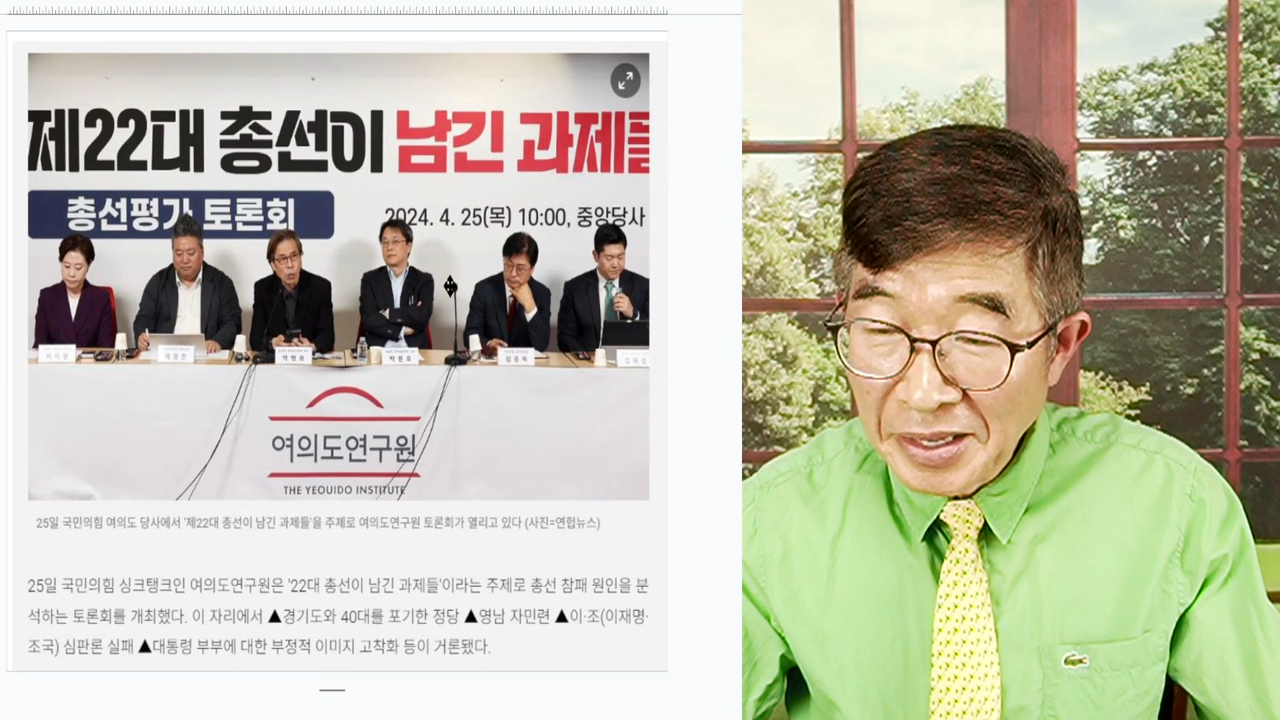 제22대 총선이 남긴 과제들
총선평가 토론회
2024. 4. 25(목) 10:00, 중앙당사
박명호
박원호
김종혁
여의도연구원
THE YEOUIDO INSTITUTE
25일 국민의힘 여의도 당사에서 '제22대 총선이 남긴 과제들'을 주제로 여의도연구원 토론회가 열리고 있다 (사진=연합뉴스)
25일 국민의힘 싱크탱크인 여의도연구원은 '22대 총선이 남긴 과제들'이라는 주제로 총선 참패 원인을 분
석하는 토론회를 개최했다. 이 자리에서 ▲경기도와 40대를 포기한 정당 ▲영남 자민련 ▲이·조(이재명·
조국) 심판론 실패 ▲대통령 부부에 대한 부정적 이미지 고착화 등이 거론됐다.